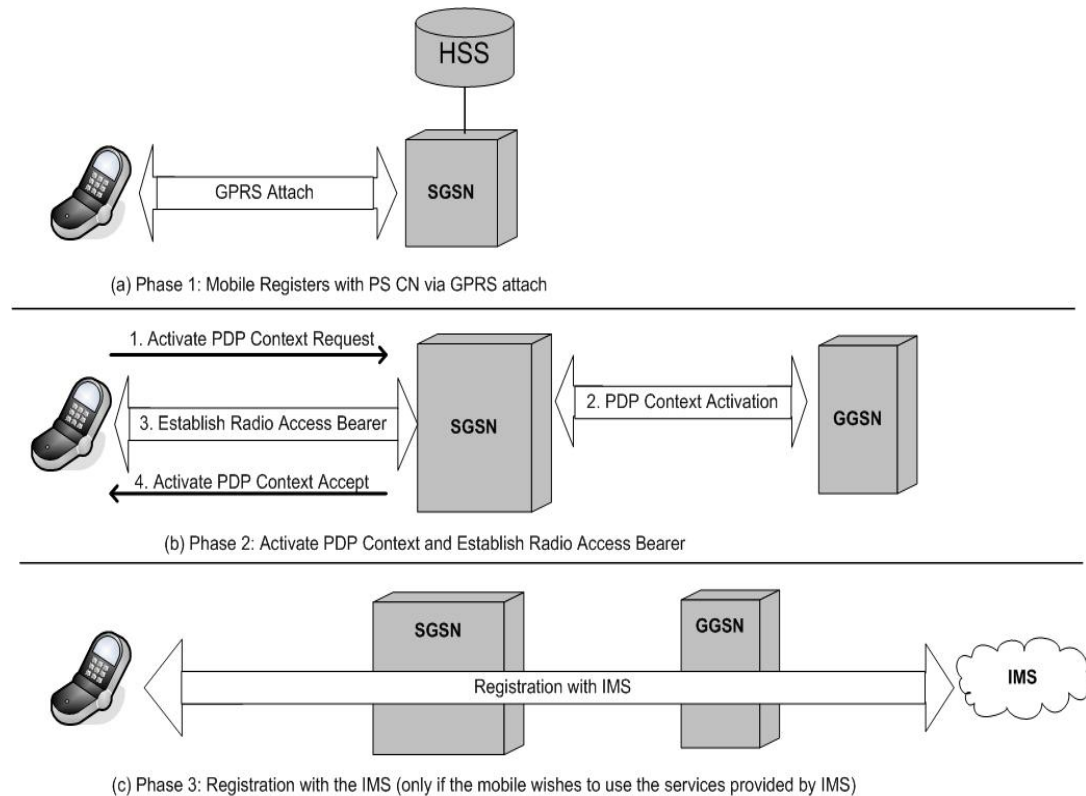 HSS
GPRS Attach
SGSN
(a) Phase 1: Mobile Registers with PS CN via GPRS attach
1. Activate PDP Context Request
2. PDP Context Activation
3. Establish Radio Access Bearer
SGSN
GGSN
4. Activate PDP Context Accept
(b) Phase 2: Activate PDP Context and Establish Radio Access Bearer
SGSN
GGSN
IMS
Registration with IMS
(c) Phase 3: Registration with the IMS (only if the mobile wishes to use the services provided by IMS)